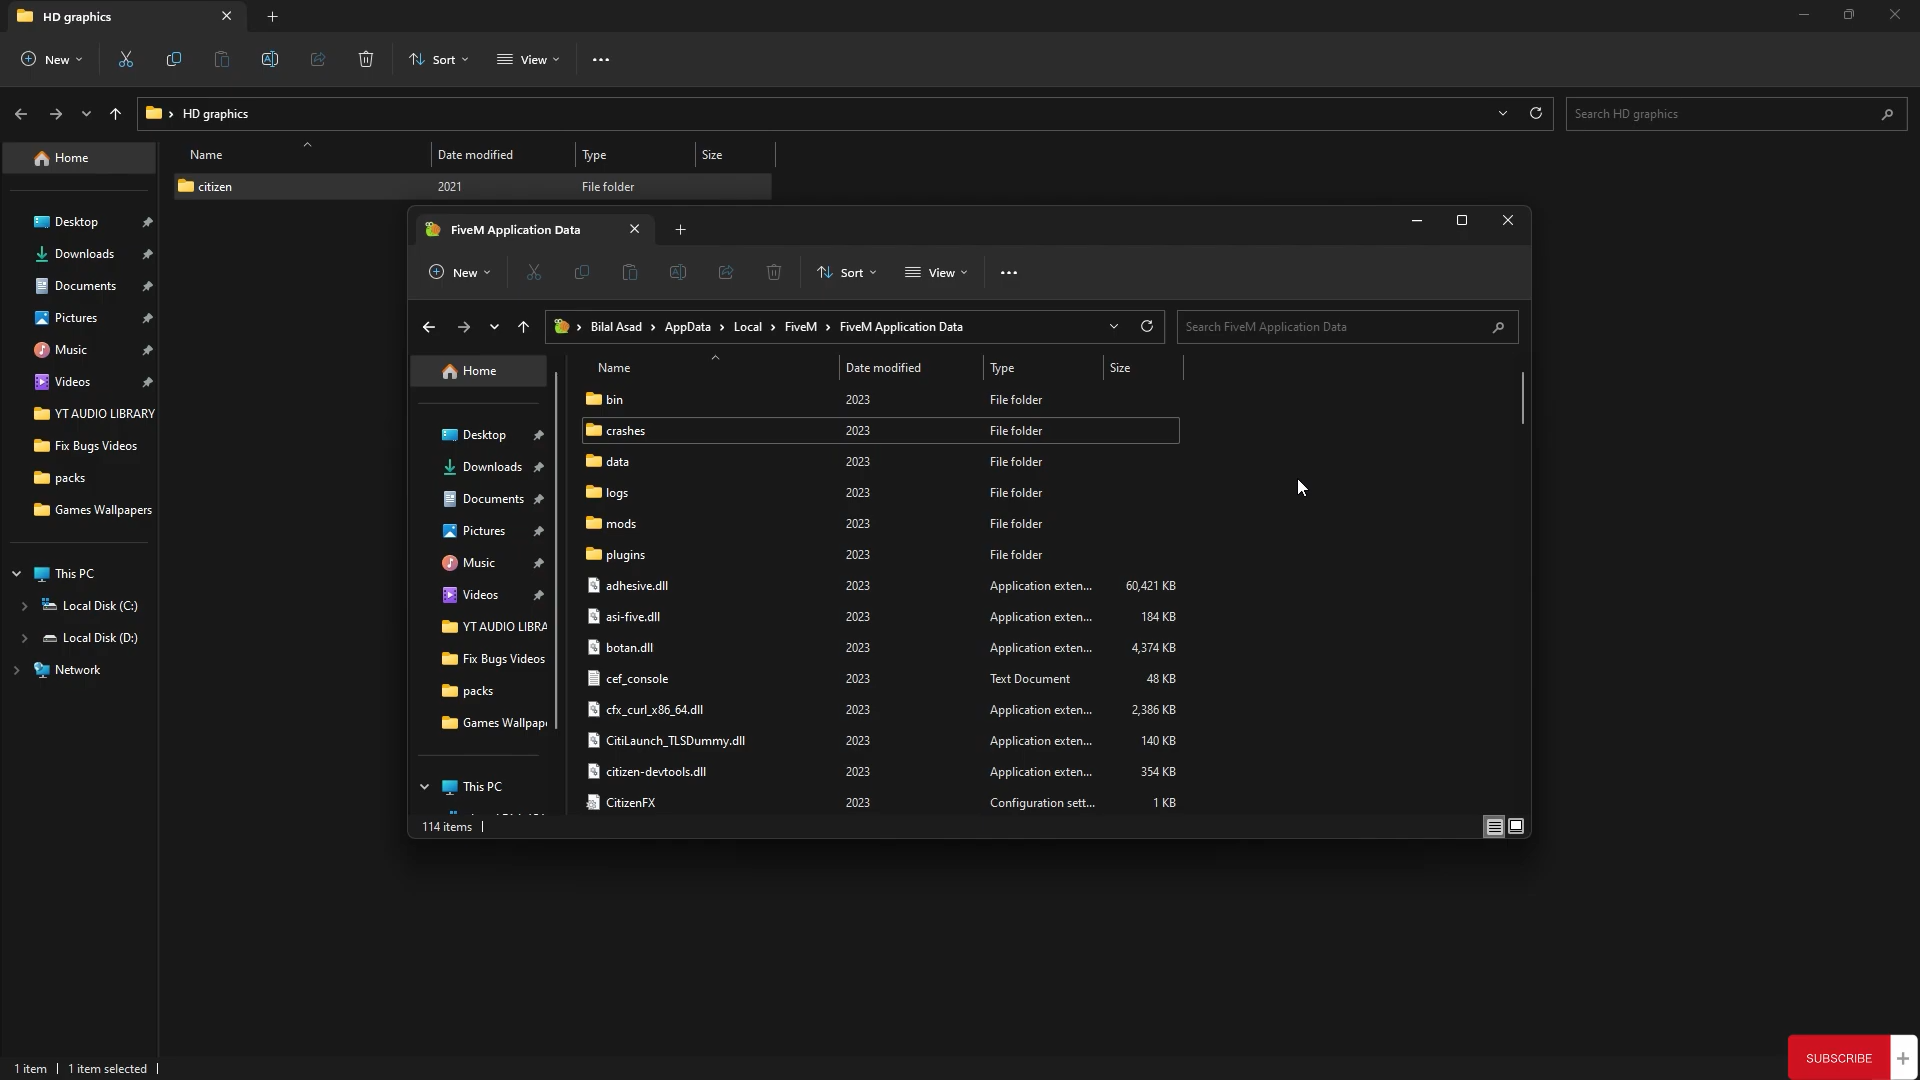 HD graphics
New
Sort
View
HD graphics
Search HD graphics
Name
Date modified
Type
Size
citizen
2021
File folder
Home
Desktop
Downloads
Documents
Pictures
Music
Videos
YT AUDIO LIBRARY
Fix Bugs Videos
packs
Games Wallpapers
This PC
Local Disk (C:)
Local Disk (D:)
Network
1 item
1 item selected
FiveM Application Data
New
Sort
View
Bilal Asad > AppData > Local > FiveM > FiveM Application Data
Search FiveM Application Data
Home
Desktop
Downloads
Documents
Pictures
Music
Videos
YT AUDIO LIBRA
Fix Bugs Videos
packs
Games Wallpap
This PC
Name Date modified Type Size
bin 2023 File folder
crashes 2023 File folder
data 2023 File folder
logs 2023 File folder
mods 2023 File folder
plugins 2023 File folder
adhesive.dll 2023 Application exten... 60,421 KB
asi-five.dll 2023 Application exten... 184 KB
botan.dll 2023 Application exten... 4,374 KB
cef_console 2023 Text Document 48 KB
cfx_curl_x86_64.dll 2023 Application exten... 2,386 KB
CitiLaunch_TLSDummy.dll 2023 Application exten... 140 KB
citizen-devtools.dll 2023 Application exten... 354 KB
CitizenFX 2023 Configuration sett... 1 KB
114 items
SUBSCRIBE